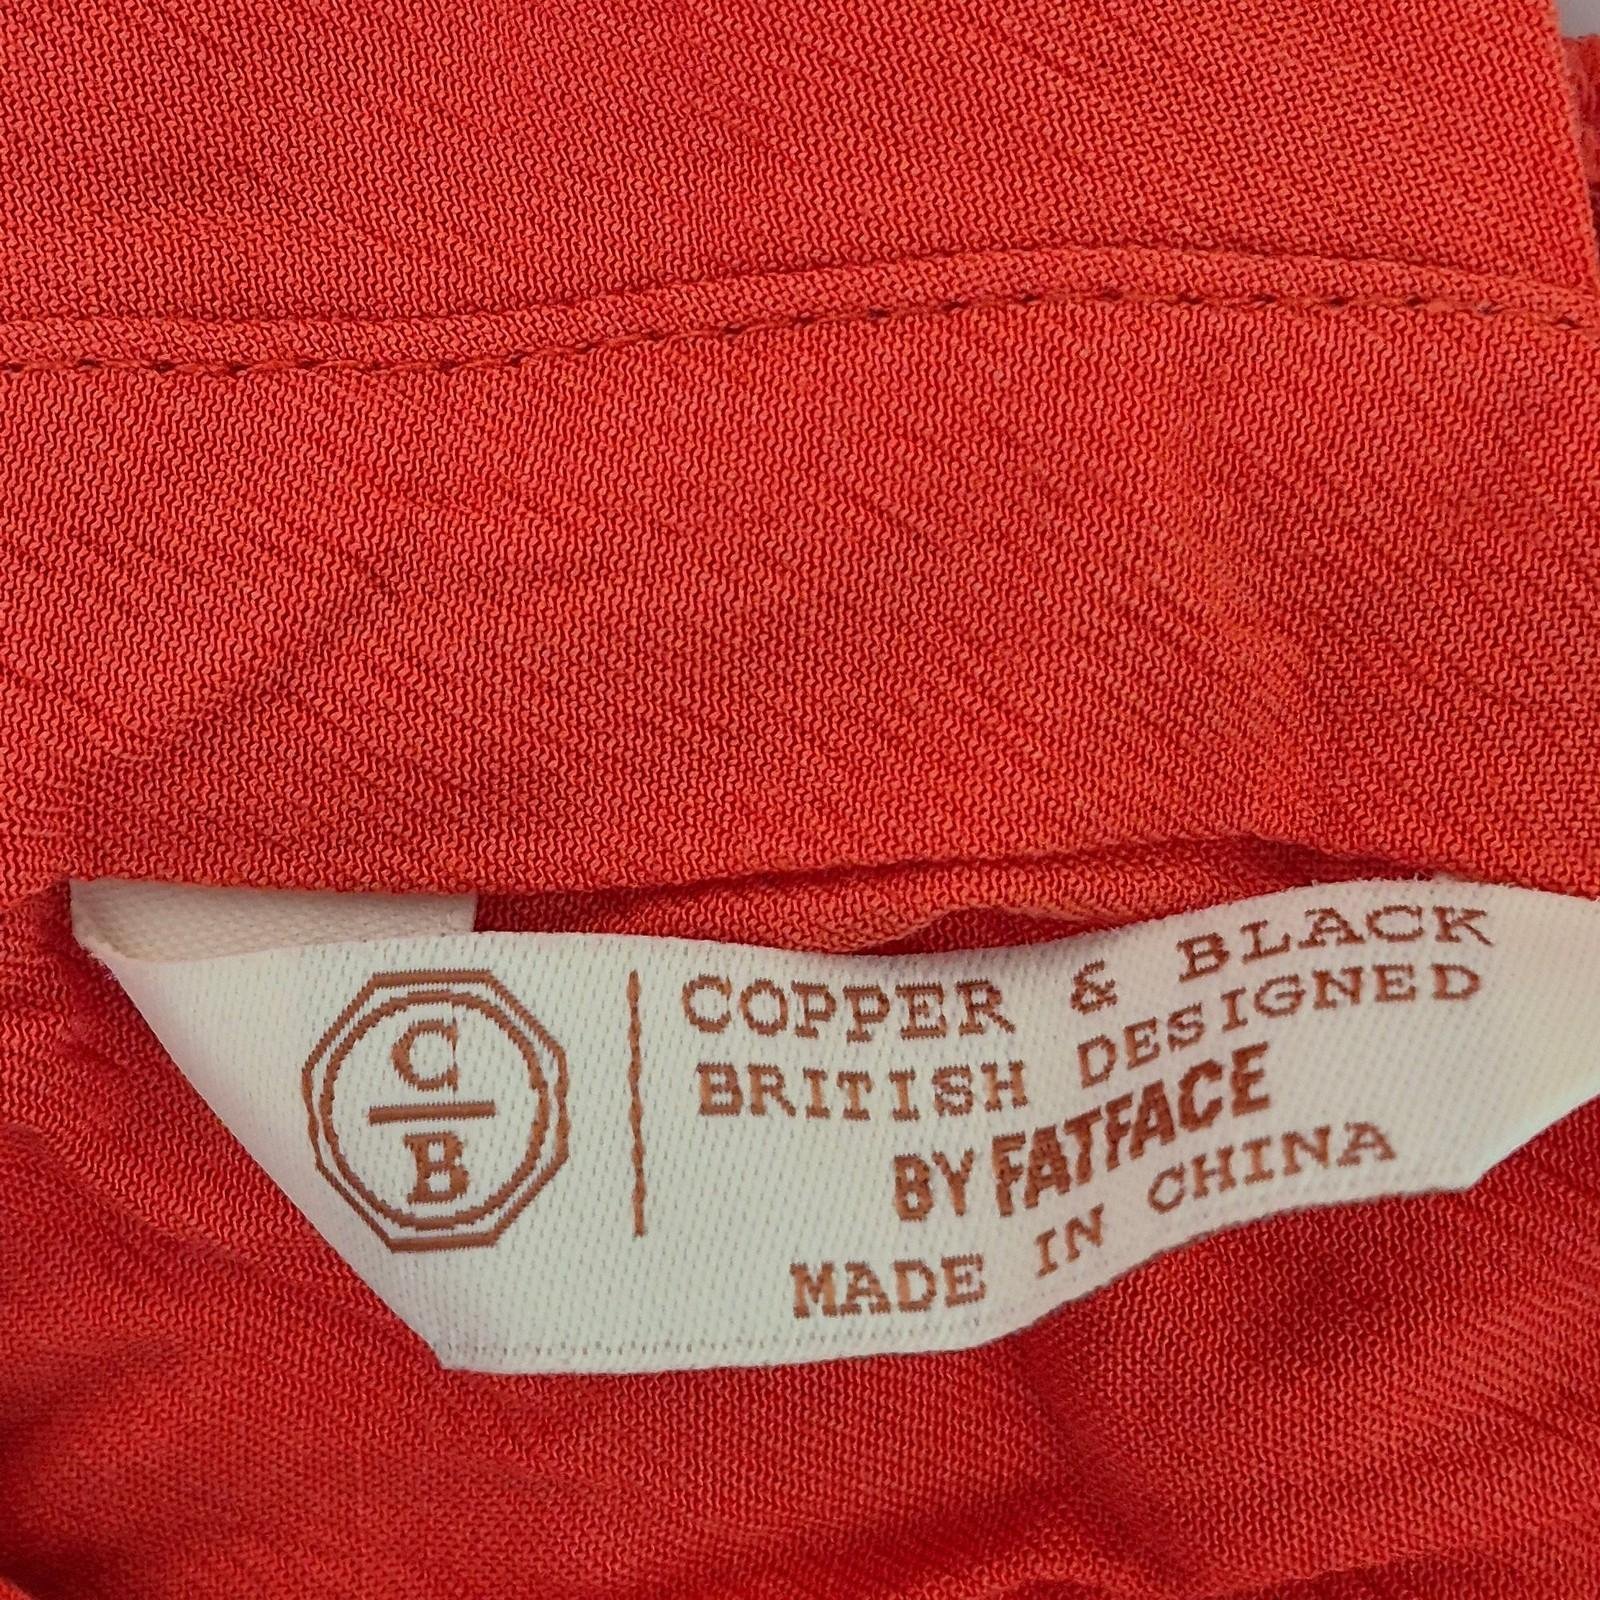 C
B
COPPER & BLACK
BRITISH DESIGNED
BY FATFACE
MADE IN CHINA